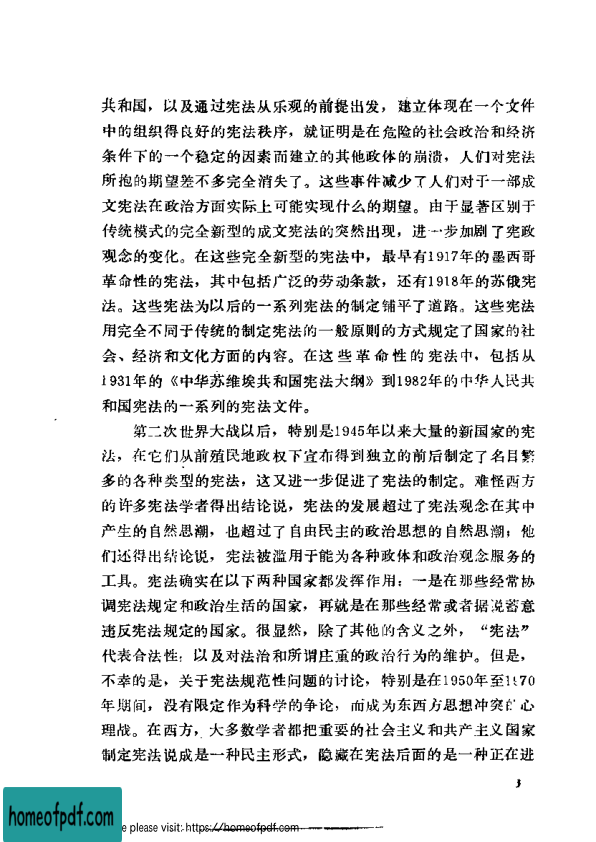 共和国，以及通过宪法从乐观的前提出发，建立体现在一个文件
中的组织得良好的宪法秩序，就证明是在危险的社会政治和经济
条件下的一个稳定的因素而建立的其他政体的崩溃，人们对宪法
所抱的期望差不多完全消失了。这些事件减少了人们对于一部成
文宪法在政治方面实际上可能实现什么的期望。由于显著区别于
传统模式的完全新型的成文宪法的突然出现，进一步加剧了宪政
观念的变化。在这些完全新型的宪法中，最早有1917年的墨西哥
革命性的宪法，其中包括广泛的劳动条款，还有1918年的苏俄宪
法。这些宪法为以后的一系列宪法的制定铺平了道路。这些宪法
用完全不同于传统的制定宪法的一般原则的方式规定了国家的社
会、经济和文化方面的内容。在这些革命性的宪法中，包括从
1931年的《中华苏维埃共和国宪法大纲》到1982年的中华人民共
和国宪法的一系列的宪法文件。
第二次世界大战以后，特别是1945年以来大量的新国家的宪
法，在它们从前殖民地政权下宣布得到独立的前后制定了名目繁
多的各种类型的宪法，这又进一步促进了宪法的制定。难怪西方
的许多宪法学者得出结论说，宪法的发展超过了宪法观念在其中
产生的自然思潮，也超过了自由民主的政治思想的自然思潮；他
们还得出结论说，宪法被滥用于能为各种政体和政治观念服务的
工具。宪法确实在以下两种国家都发挥作用：一是在那些经常协
调宪法规定和政治生活的国家，再就是在那些经常或者据说蓄意
违反宪法规定的国家。很显然，除了其他的含义之外，“宪法”
代表合法性；以及对法治和所谓庄重的政治行为的维护。但是，
不幸的是，关于宪法规范性问题的讨论，特别是在1950年至1970
年期间，没有限定作为科学的争论，而成为东西方思想冲突的心
理战。在西方，大多数学者都把重要的社会主义和共产主义国家
制定宪法说成是一种民主形式，隐藏在宪法后面的是一种正在进
3
homeofpdf.com
e please visit: https://homeofpdf.com